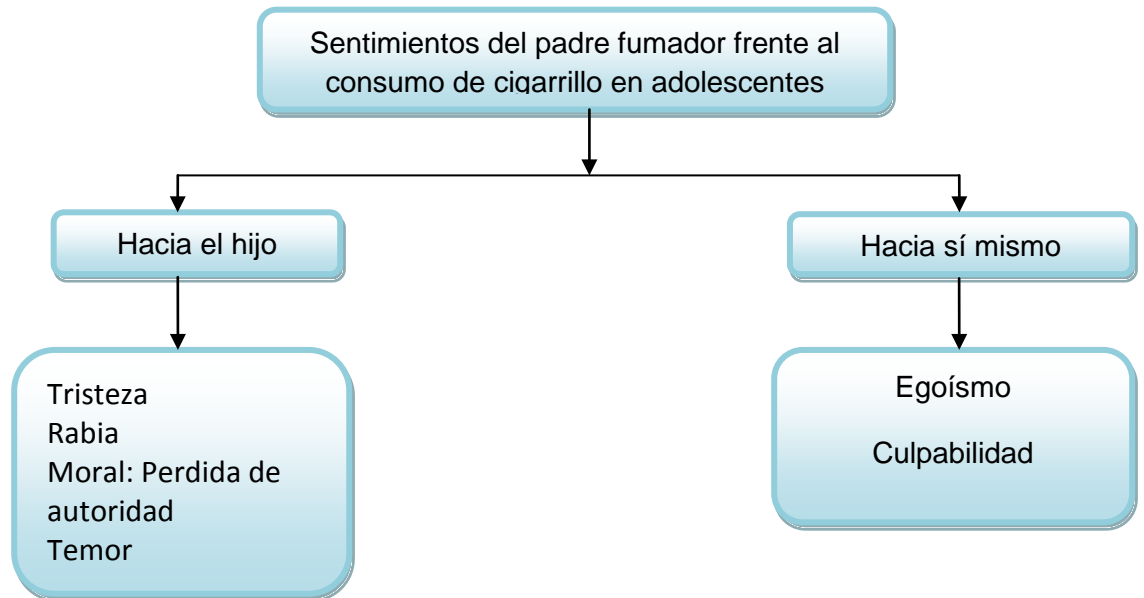 Sentimientos del padre fumador frente al
consumo de cigarrillo en adolescentes
Hacia el hijo
Hacia sí mismo
Tristeza
Rabia
Moral: Perdida de
autoridad
Temor
Egoísmo
Culpabilidad